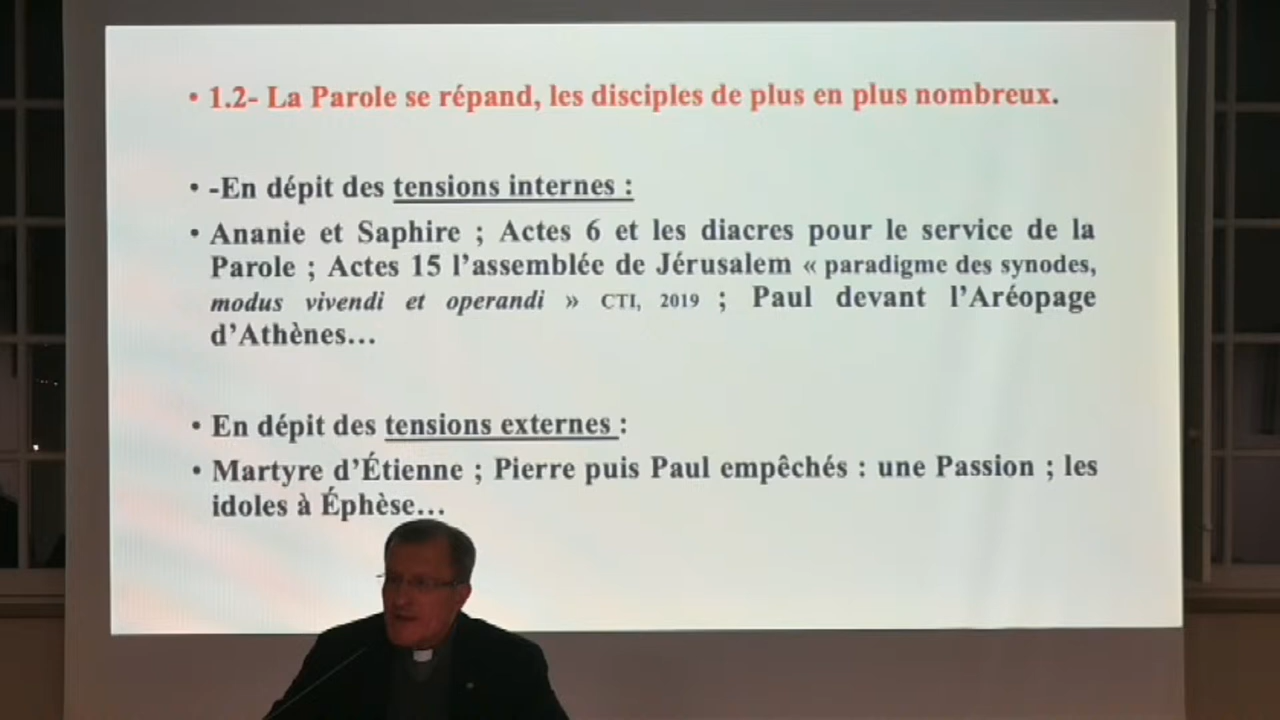 • 1.2- La Parole se répand, les disciples de plus en plus nombreux.
• -En dépit des tensions internes :
• Ananie et Saphire ; Actes 6 et les diacres pour le service de la
Parole ; Actes 15 l’assemblée de Jérusalem « paradigme des synodes,
modus vivendi et operandi » CTI, 2019 ; Paul devant l’Aréopage
d’Athènes…
• En dépit des tensions externes :
• Martyre d’Étienne ; Pierre puis Paul empêchés : une Passion ; les
idoles à Éphèse…